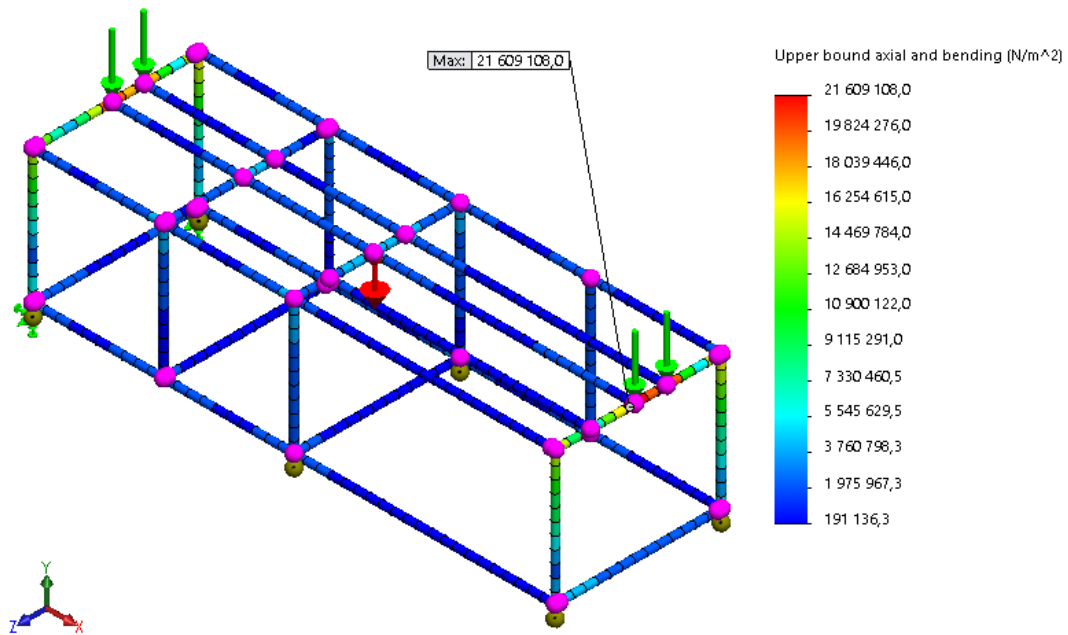 Upper bound axial and bending (N/m^2)
Max: 21 609 108,0
21 609 108,0
19 824 276,0
18 039 446,0
16 254 615,0
14 469 784,0
12 684 953,0
10 900 122,0
9 115 291,0
7 330 460,5
5 545 629,5
3 760 798,3
1 975 967,3
191 136,3
Y
Z
X